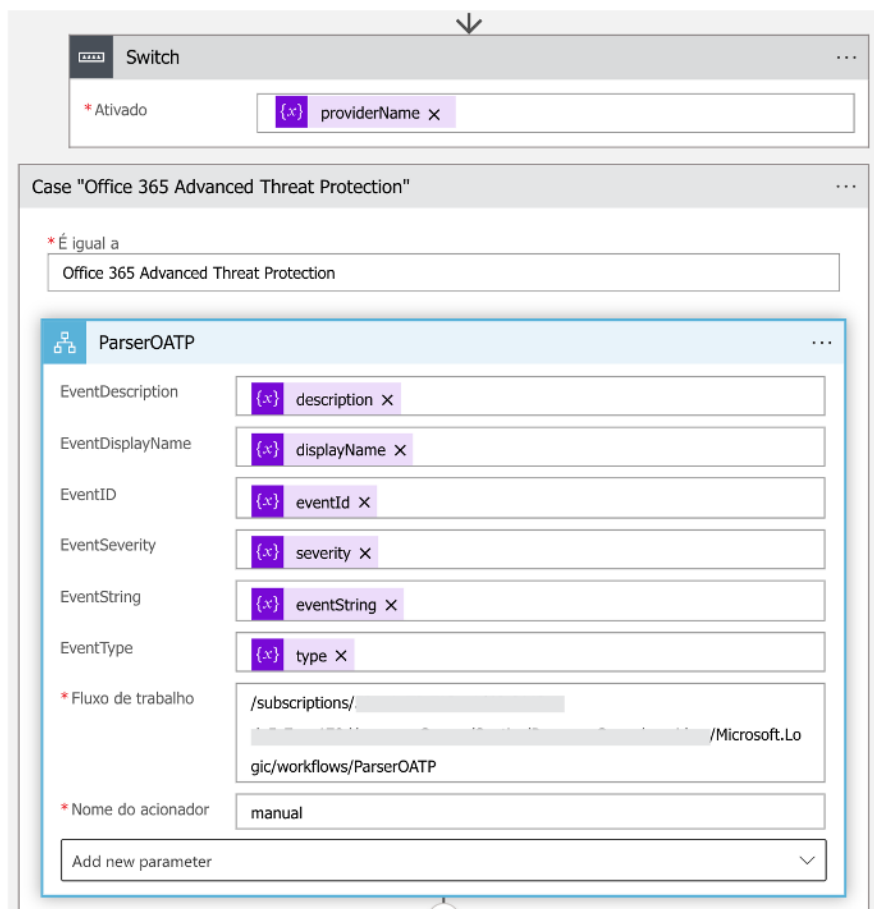 Switch
...
* Ativado
{x} providerName ×
Case "Office 365 Advanced Threat Protection"
...
* É igual a
Office 365 Advanced Threat Protection
ParserOATP
...
EventDescription
{x} description ×
EventDisplayName
{x} displayName ×
EventID
{x} eventId ×
EventSeverity
{x} severity ×
EventString
{x} eventString ×
EventType
{x} type ×
* Fluxo de trabalho
/subscriptions/
/Microsoft.Lo
gic/workflows/ParserOATP
* Nome do acionador
manual
Add new parameter